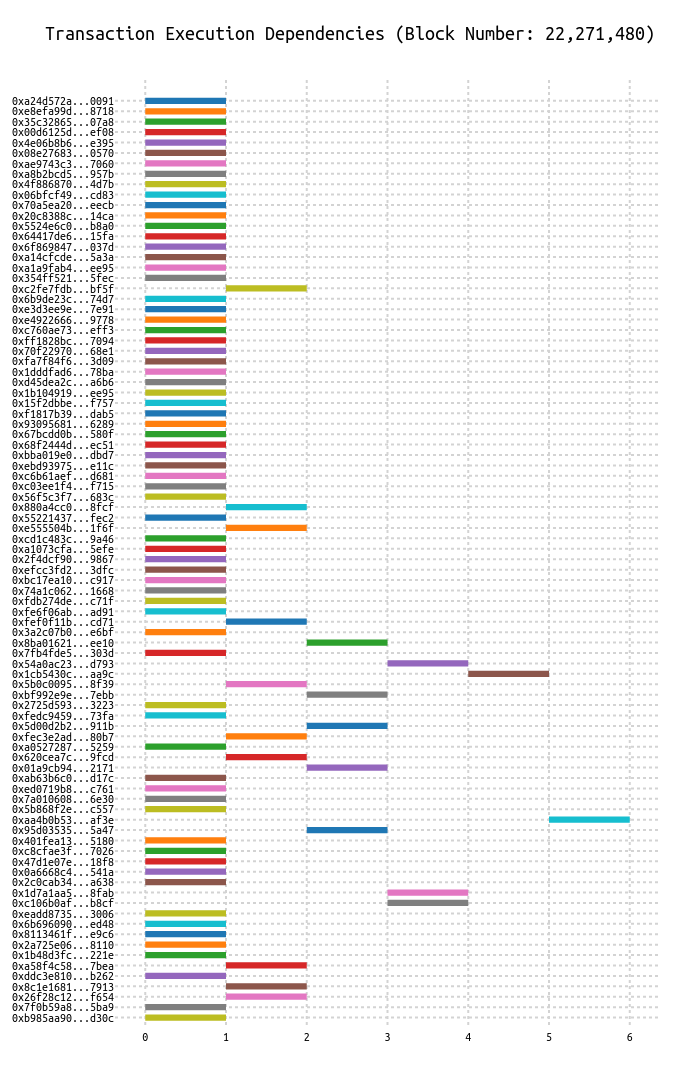 Transaction Execution Dependencies (Block Number: 22,271,480)
0xa24d572a...0091
0xe8efa99d...8718
0x35c32865...07a8
0x00d6125d...ef08
0x4e06b8b6...e395
0x08e27683...0570
0xae9743c3...7060
0xa8b2bcd5...957b
0x4f886870...4d7b
0x06bfcf49...cd83
0x70a5ea20...eecb
0x20c8388c...14ca
0x5524e6c0...b8a0
0x64417de6...15fa
0x6f869847...037d
0xa14cfcde...5a3a
0xa1a9fab4...ee95
0x354ff521...5fec
0xc2fe7fdb...bf5f
0x6b9de23c...74d7
0xe3d3ee9e...7e91
0xe4922666...9778
0xc760ae73...eff3
0xff1828bc...7094
0x70f22970...68e1
0xfa7f84f6...3d09
0x1dddfad6...78ba
0xd45dea2c...a6b6
0x1b104919...ee95
0x15f2dbbe...f757
0xf1817b39...dab5
0x93095681...6289
0x67bcdd0b...580f
0x68f2444d...ec51
0xbba019e0...dbd7
0xebd93975...e11c
0xc6b61aef...d681
0xc03ee1f4...f715
0x56f5c3f7...683c
0x880a4cc0...8fcf
0x55221437...fec2
0xe555504b...1f6f
0xcd1c483c...9a46
0xa1073cfa...5efe
0x2f4dcf90...9867
0xefcc3fd2...3dfc
0xbc17ea10...c917
0x74a1c062...1668
0xfdb274de...c71f
0xfe6f06ab...ad91
0xfef0f11b...cd71
0x3a2c07b0...e6bf
0x8ba01621...ee10
0x7fb4fde5...303d
0x54a0ac23...d793
0x1cb5430c...aa9c
0x5b0c0095...8f39
0xbf992e9e...7ebb
0x2725d593...3223
0xfedc9459...73fa
0x5d00d2b2...911b
0xfec3e2ad...80b7
0xa0527287...5259
0x620cea7c...9fcd
0x01a9cb94...2171
0xab63b6c0...d17c
0xed0719b8...c761
0x7a010608...6e30
0x5b868f2e...c557
0xaa4b0b53...af3e
0x95d03535...5a47
0x401fea13...5180
0xc8cfae3f...7026
0x47d1e07e...18f8
0x0a6668c4...541a
0x2c0cab34...a638
0x1d7a1aa5...8fab
0xc106b0af...b8cf
0xeadd8735...3006
0x6b696090...ed48
0x8113461f...e9c6
0x2a725e06...8110
0x1b48d3fc...221e
0xa58f4c58...7bea
0xddc3e810...b262
0x8c1e1681...7913
0x26f28c12...f654
0x7f0b59a8...5ba9
0xb985aa90...d30c
0 1 2 3 4 5 6